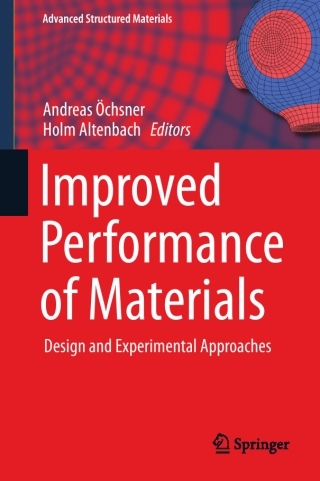 Advanced Structured Materials
Andreas Öchsner
Holm Altenbach Editors
Improved
Performance
of Materials
Design and Experimental Approaches
Springer